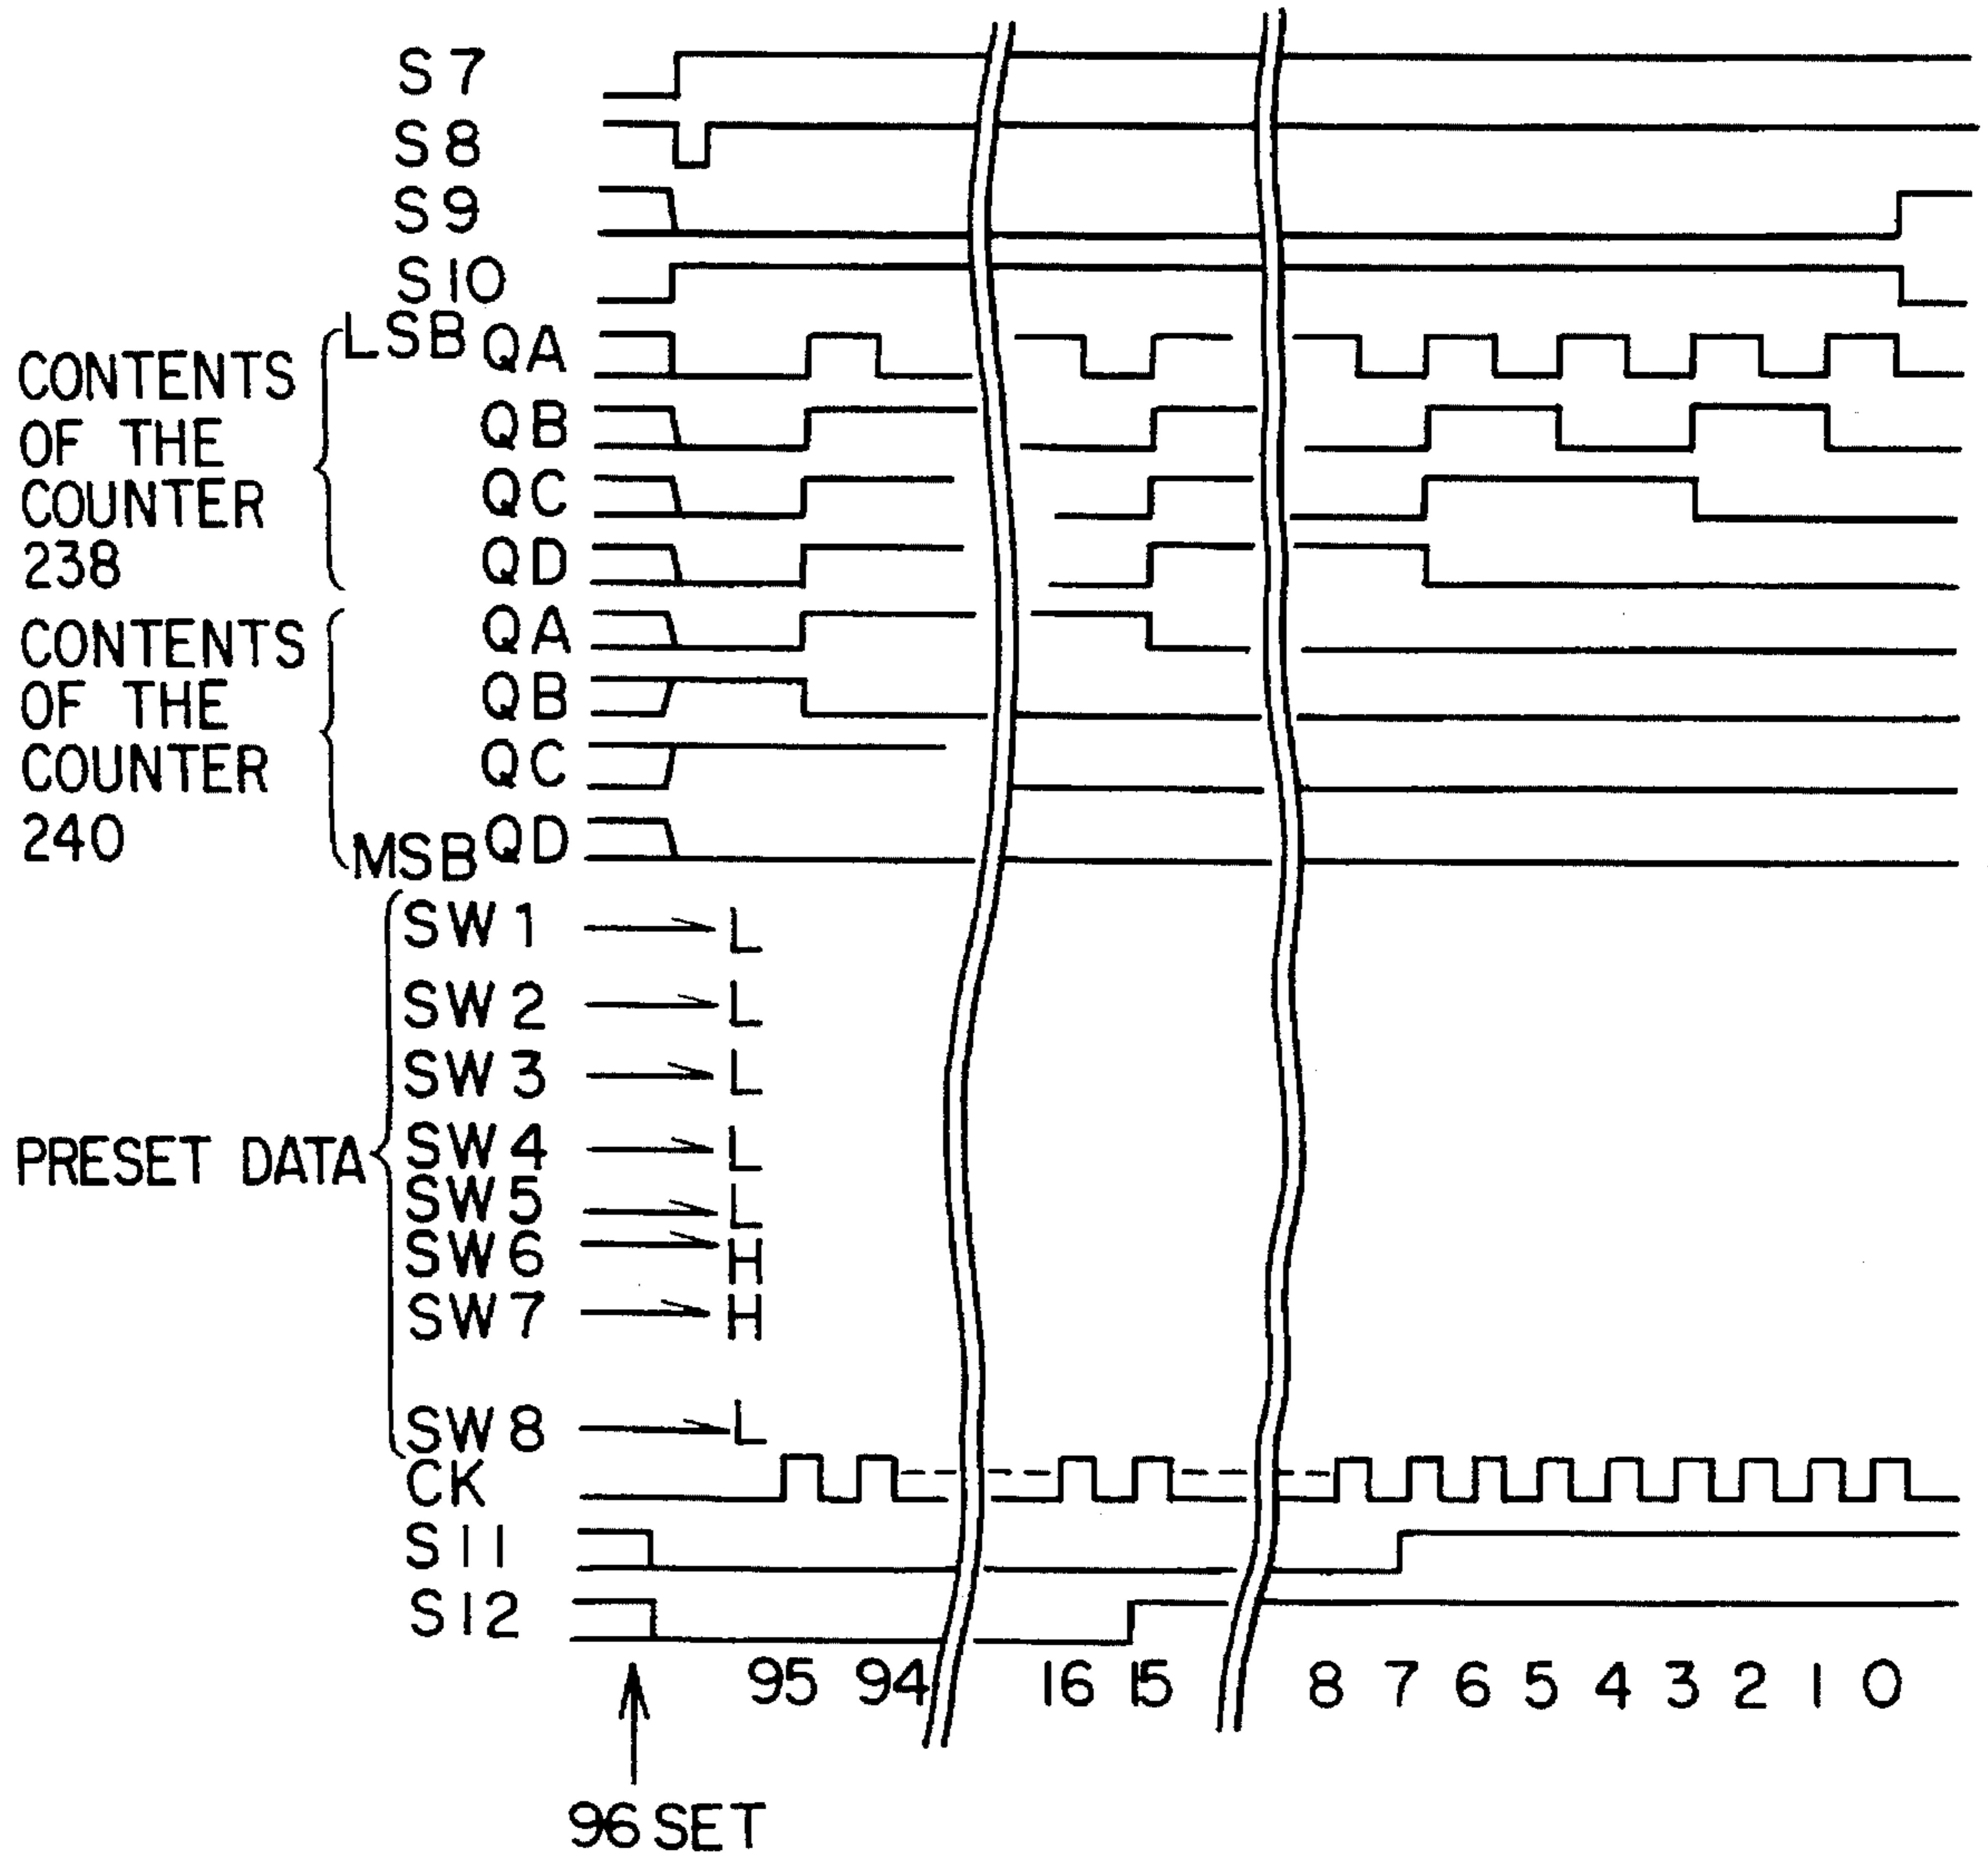 S7
S8
S9
S10
CONTENTS
OF THE
COUNTER
238
LSB QA
QB
QC
QD
CONTENTS
OF THE
COUNTER
240
QA
QB
QC
MSB QD
PRESET DATA
SW1 L
SW2 L
SW3 L
SW4 L
SW5 L
SW6 H
SW7 H
SW8 L
CK
S11
S12
95 94 16 15 8 7 6 5 4 3 2 1 0
96 SET